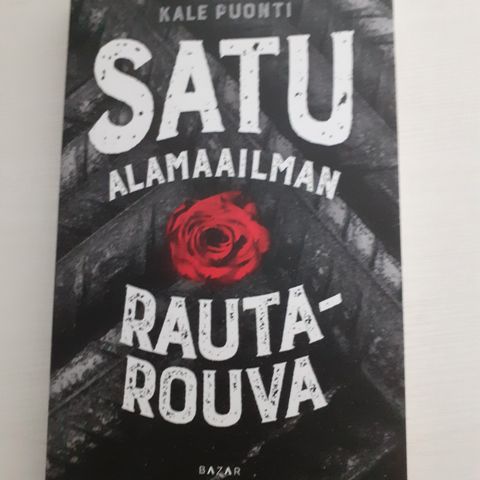 KALE PUONTI
SATU
ALAMAAILMAN
RAUTA-
ROUVA
BAZAR